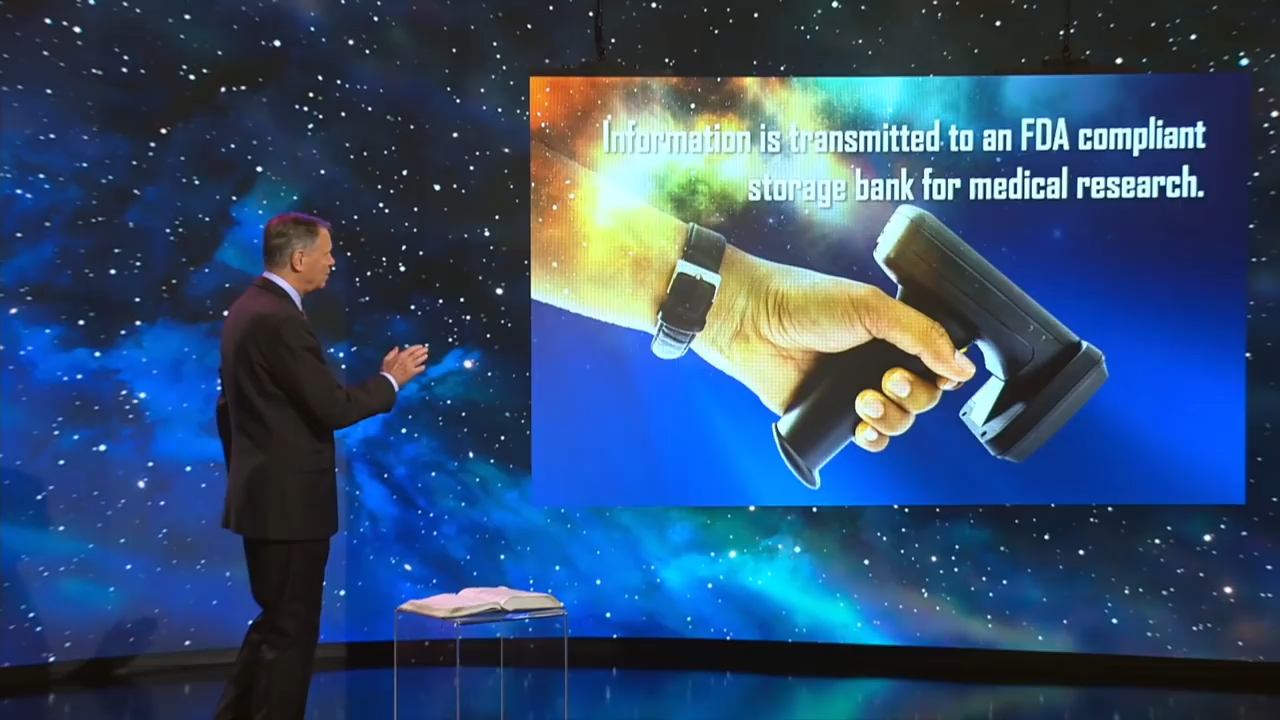 Information is transmitted to an FDA compliant
storage bank for medical research.